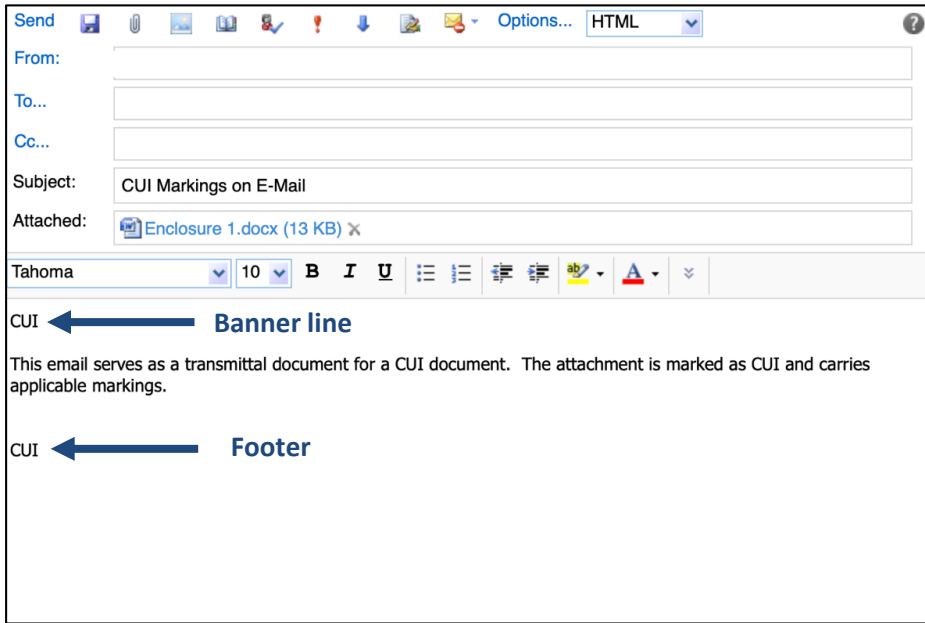 Send Options... HTML
From:
To...
Cc...
Subject: CUI Markings on E-Mail
Attached: Enclosure 1.docx (13 KB)
Tahoma 10 B I U ab A
CUI Banner line
This email serves as a transmittal document for a CUI document. The attachment is marked as CUI and carries
applicable markings.
CUI Footer